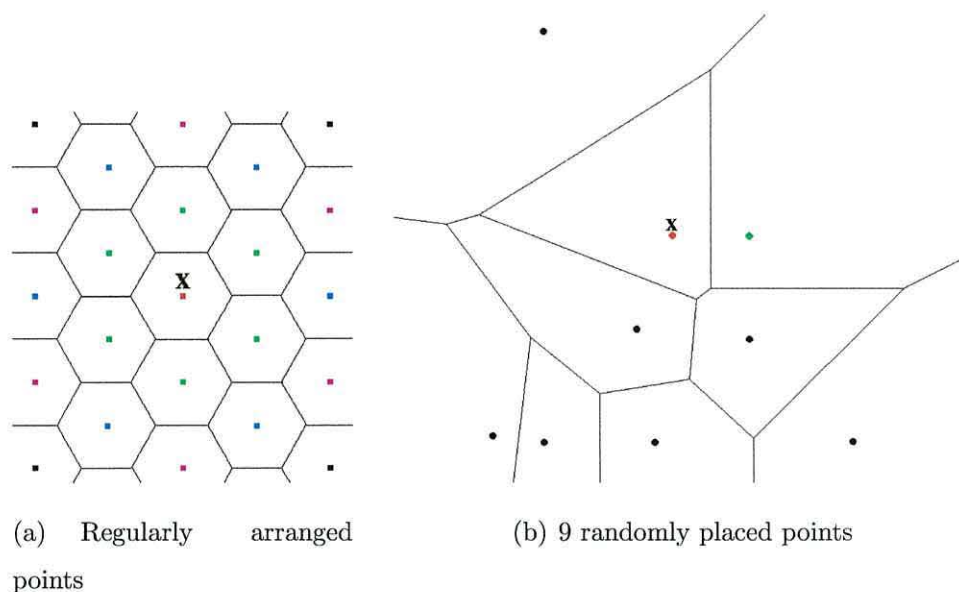 X
x
(a) Regularly arranged
points
(b) 9 randomly placed points